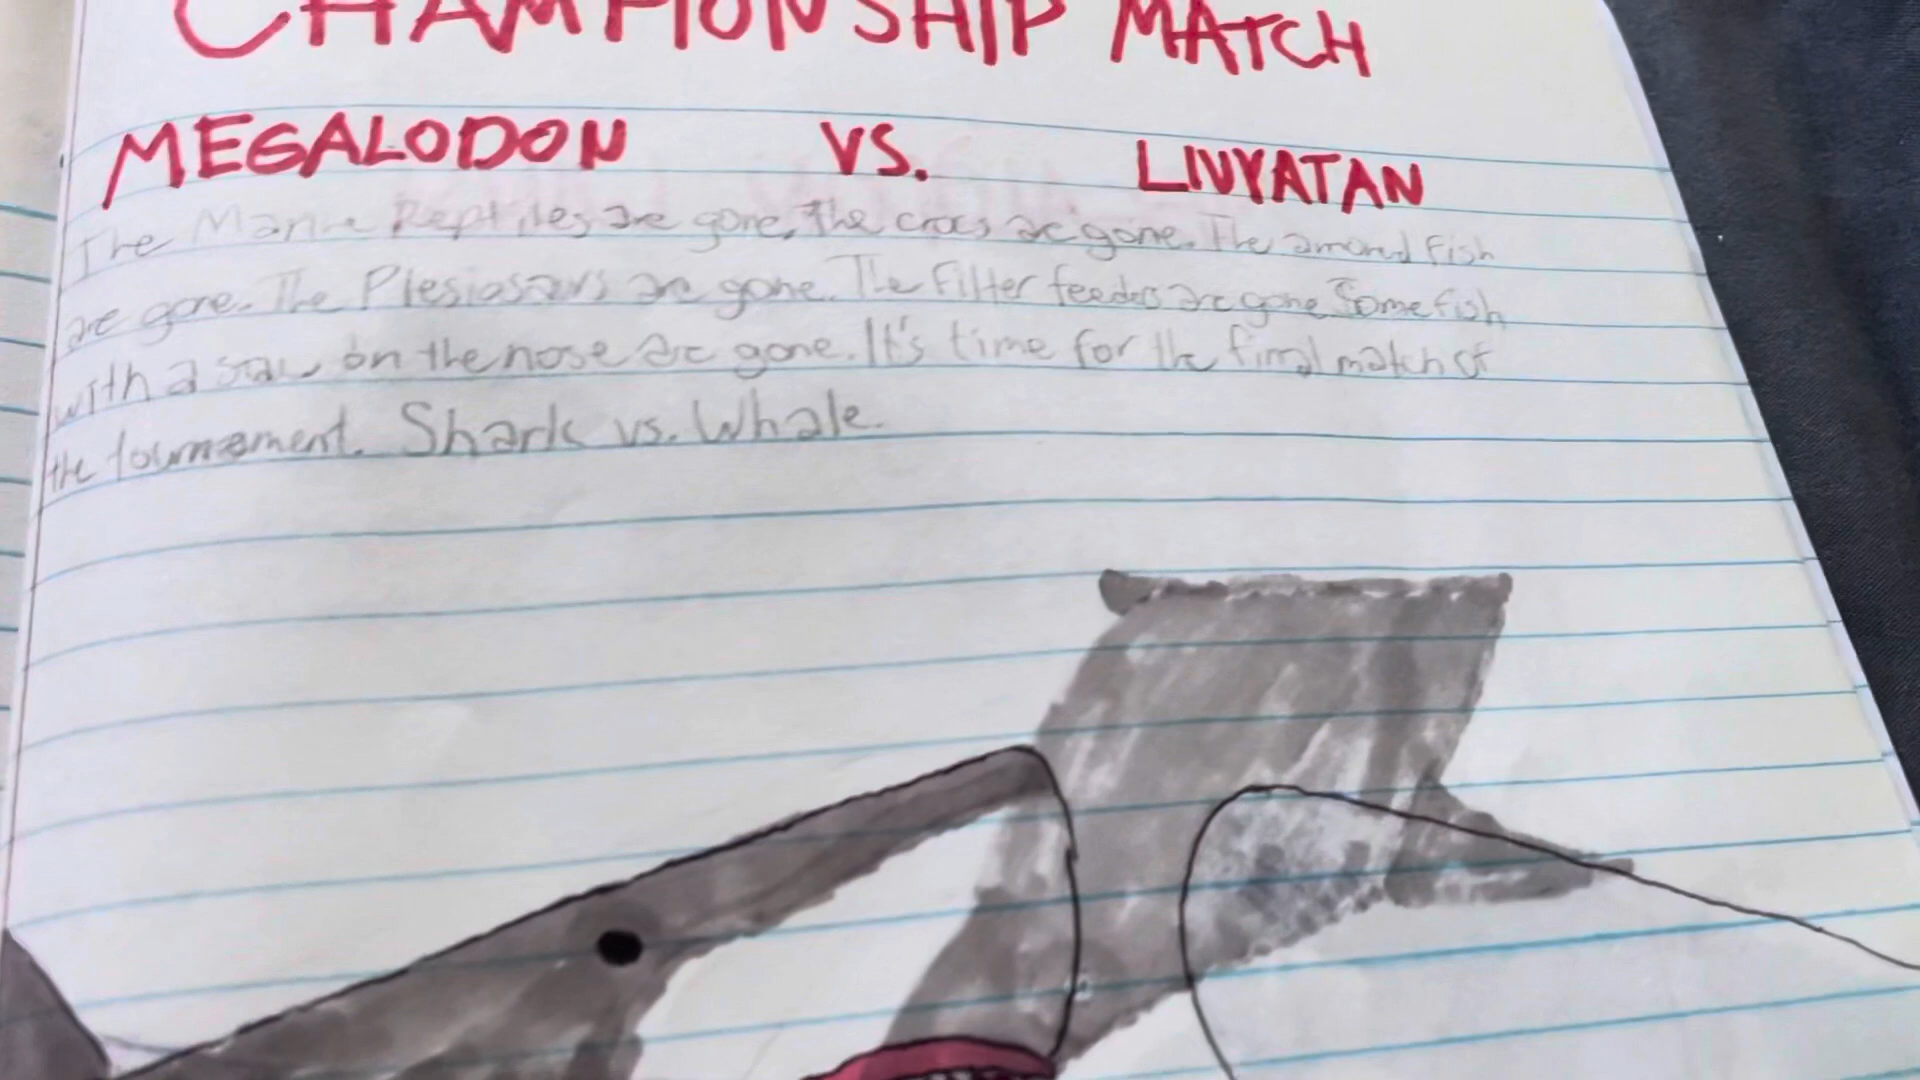 CHAMPIONSHIP MATCH
MEGALODON VS. LIVYATAN
The Marine Reptiles are gone, the crocs are gone. The armored fish
are gone. The Plesiosaurs are gone. The Filter feeders are gone Some fish
with a saw on the nose are gone. It's time for the final match of
the tournament. Shark vs. Whale.